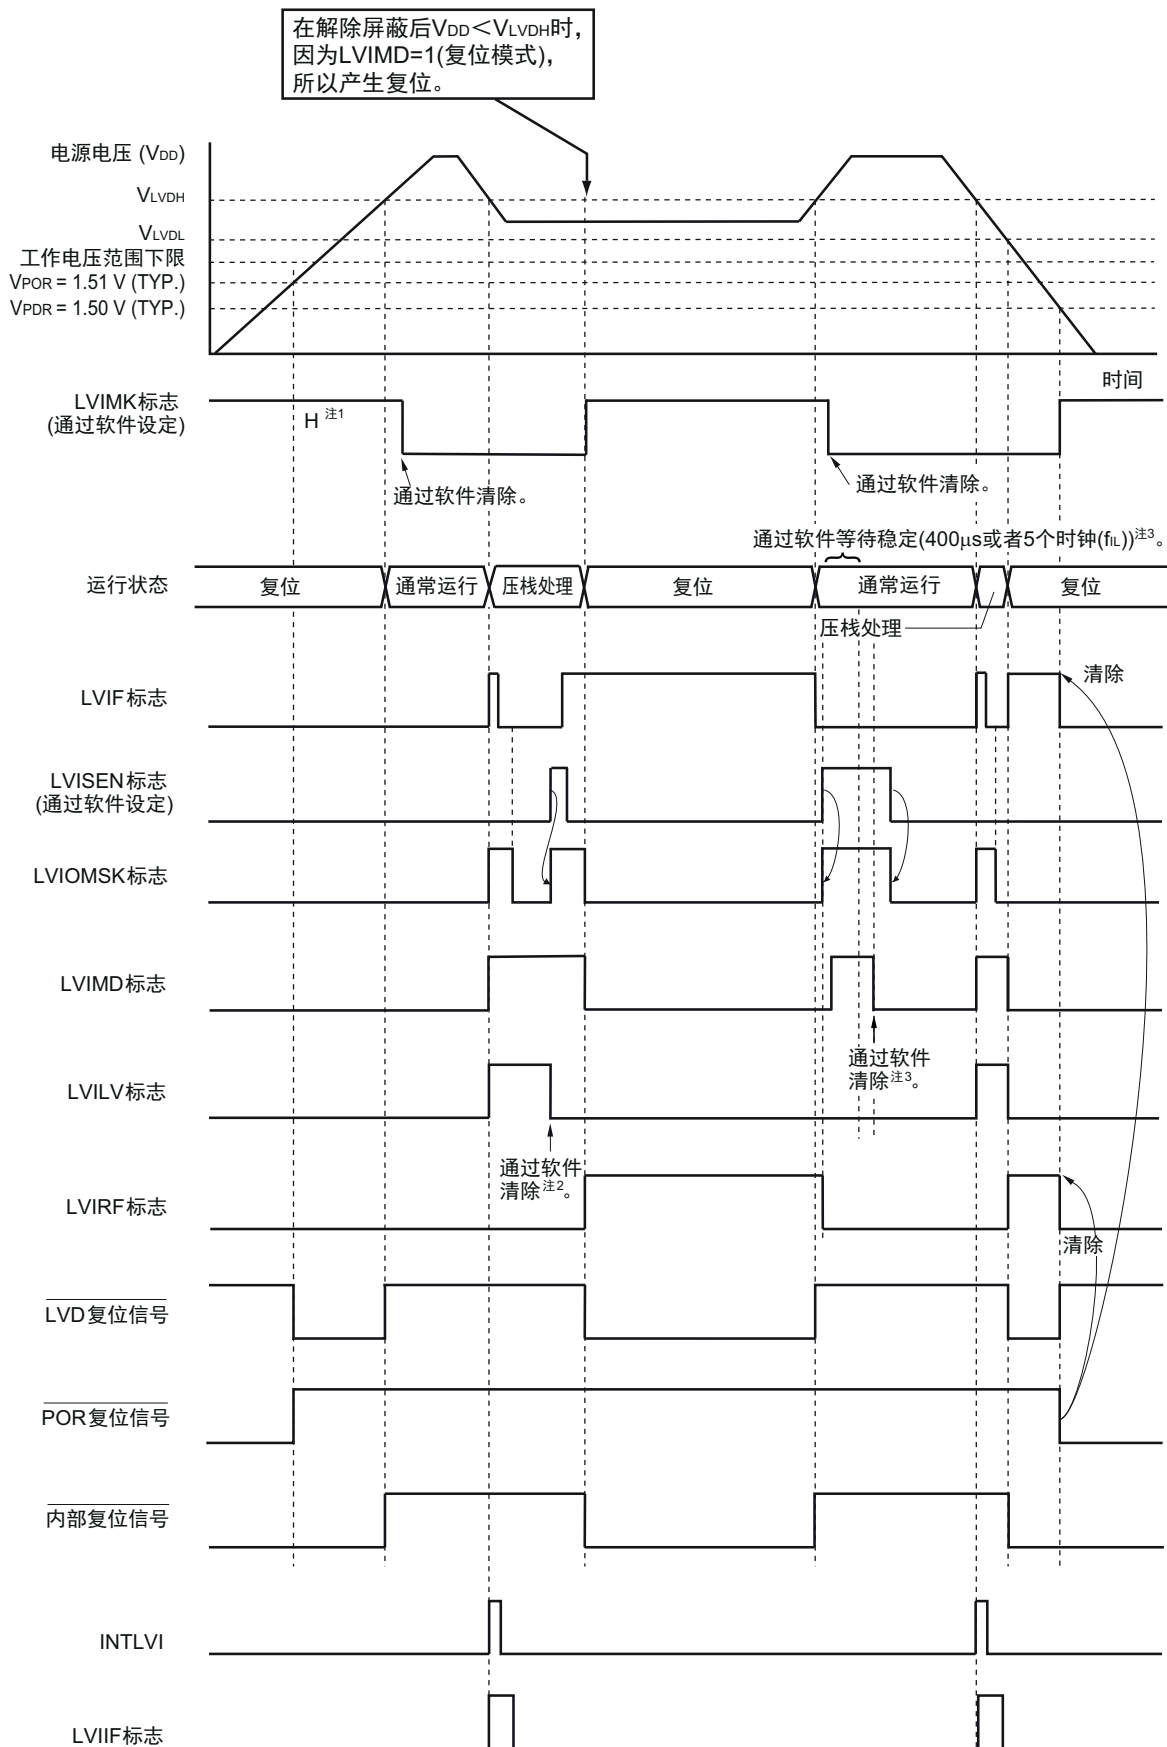 在解除屏蔽后VDD＜VLVDH时，
因为LVIMD=1(复位模式)，
所以产生复位。
电源电压 (VDD)
VLVDH
VLVDL
工作电压范围下限
VPOR = 1.51 V (TYP.)
VPDR = 1.50 V (TYP.)
时间
LVIMK标志
(通过软件设定)
H 注1
通过软件清除。
通过软件清除。
通过软件等待稳定(400μs或者5个时钟(fIL))注3。
运行状态
复位
通常运行
压栈处理
复位
通常运行
复位
压栈处理
LVIF标志
清除
LVISEN标志
(通过软件设定)
LVIOMSK标志
LVIMD标志
通过软件
清除注3。
LVILV标志
通过软件
清除注2。
LVIRF标志
清除
LVD复位信号
POR复位信号
内部复位信号
INTLVI
LVIIF标志